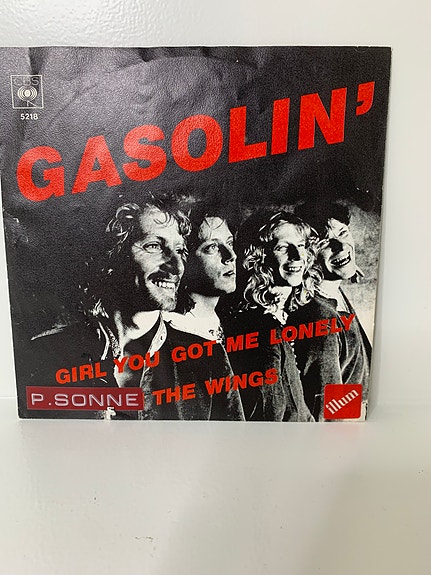 CBS
5218
GASOLIN'
GIRL YOU GOT ME LONELY
P.SONNE THE WINGS
illum